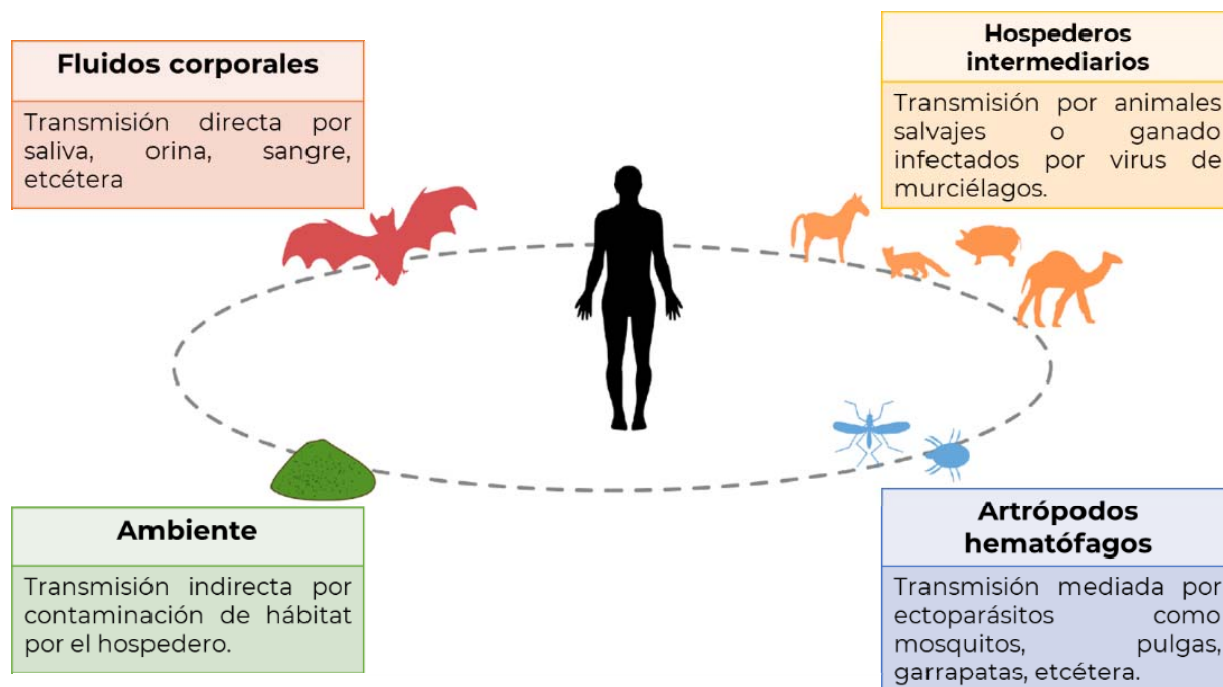 Fluidos corporales
Transmisión directa por
saliva, orina, sangre,
etcétera
Hospederos
intermediarios
Transmisión por animales
salvajes o ganado
infectados por virus de
murciélagos.
Ambiente
Transmisión indirecta por
contaminación de hábitat
por el hospedero.
Artrópodos
hematófagos
Transmisión mediada por
ectoparásitos como
mosquitos, pulgas,
garrapatas, etcétera.